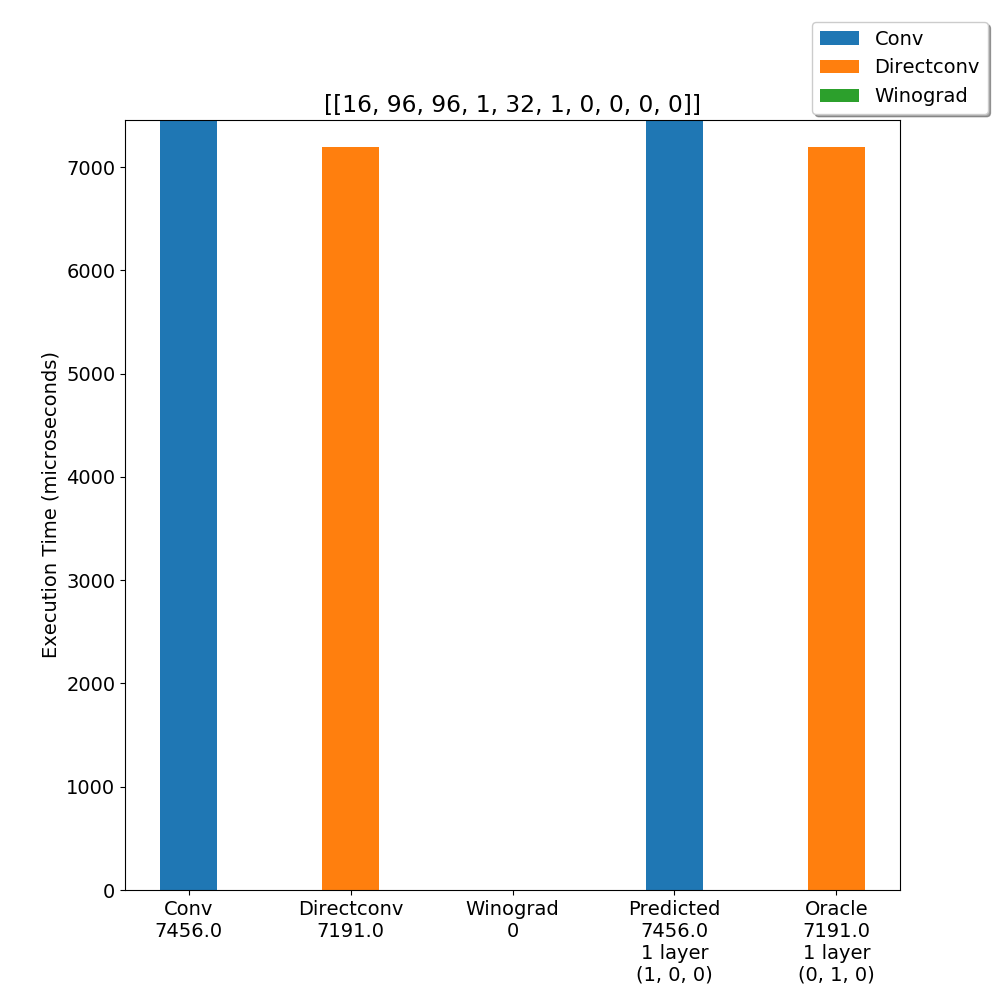 Conv
Directconv
Winograd
[[16, 96, 96, 1, 32, 1, 0, 0, 0, 0]]
Execution Time (microseconds)
7000
6000
5000
4000
3000
2000
1000
0
Conv
7456.0
Directconv
7191.0
Winograd
0
Predicted
7456.0
1 layer
(1, 0, 0)
Oracle
7191.0
1 layer
(0, 1, 0)